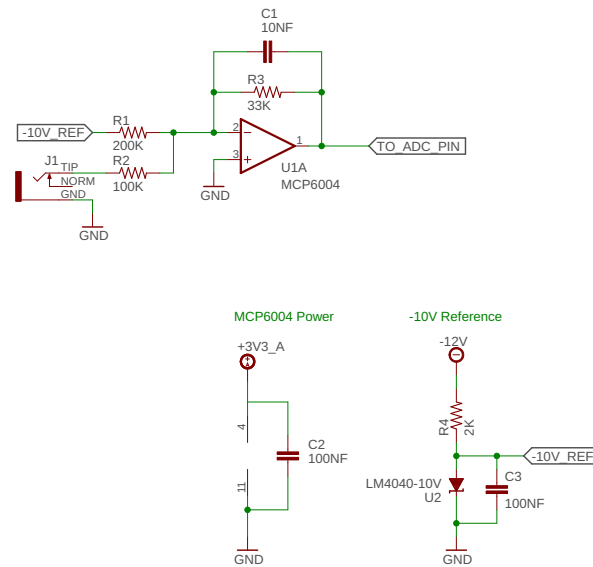 C1
10NF
R3
33K
-10V_REF
R1
200K
2
1
3
U1A
MCP6004
TO_ADC_PIN
J1
TIP
NORM
GND
R2
100K
GND
GND
MCP6004 Power
+3V3_A
4
11
C2
100NF
GND
-10V Reference
-12V
R4
2K
-10V_REF
LM4040-10V
U2
C3
100NF
GND